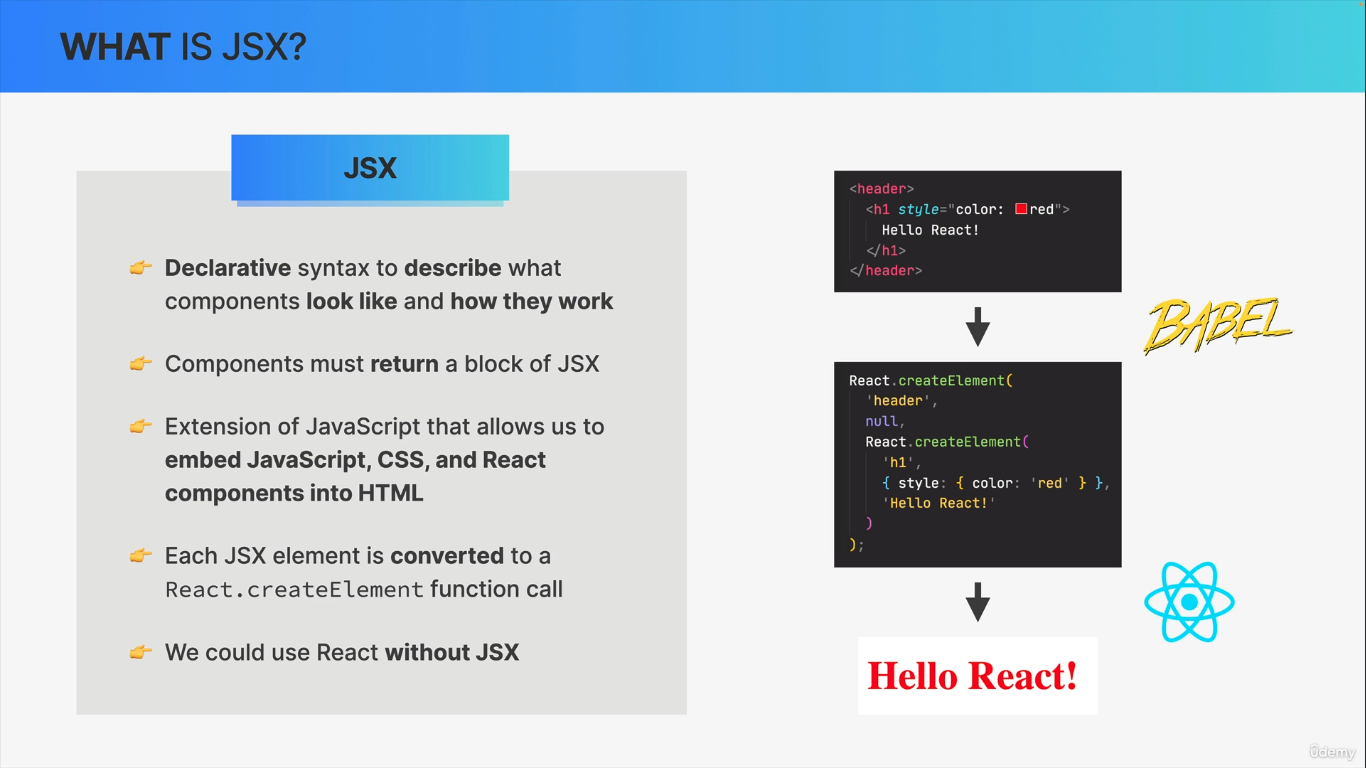 WHAT IS JSX?
JSX
Declarative syntax to describe what
components look like and how they work
Components must return a block of JSX
Extension of JavaScript that allows us to
embed JavaScript, CSS, and React
components into HTML
Each JSX element is converted to a
React.createElement function call
We could use React without JSX
<header>
<h1 style="color: red">
Hello React!
</h1>
</header>
BABEL
React.createElement(
'header',
null,
React.createElement(
'h1',
{ style: { color: 'red' } },
'Hello React!'
)
);
Hello React!
ûdemy